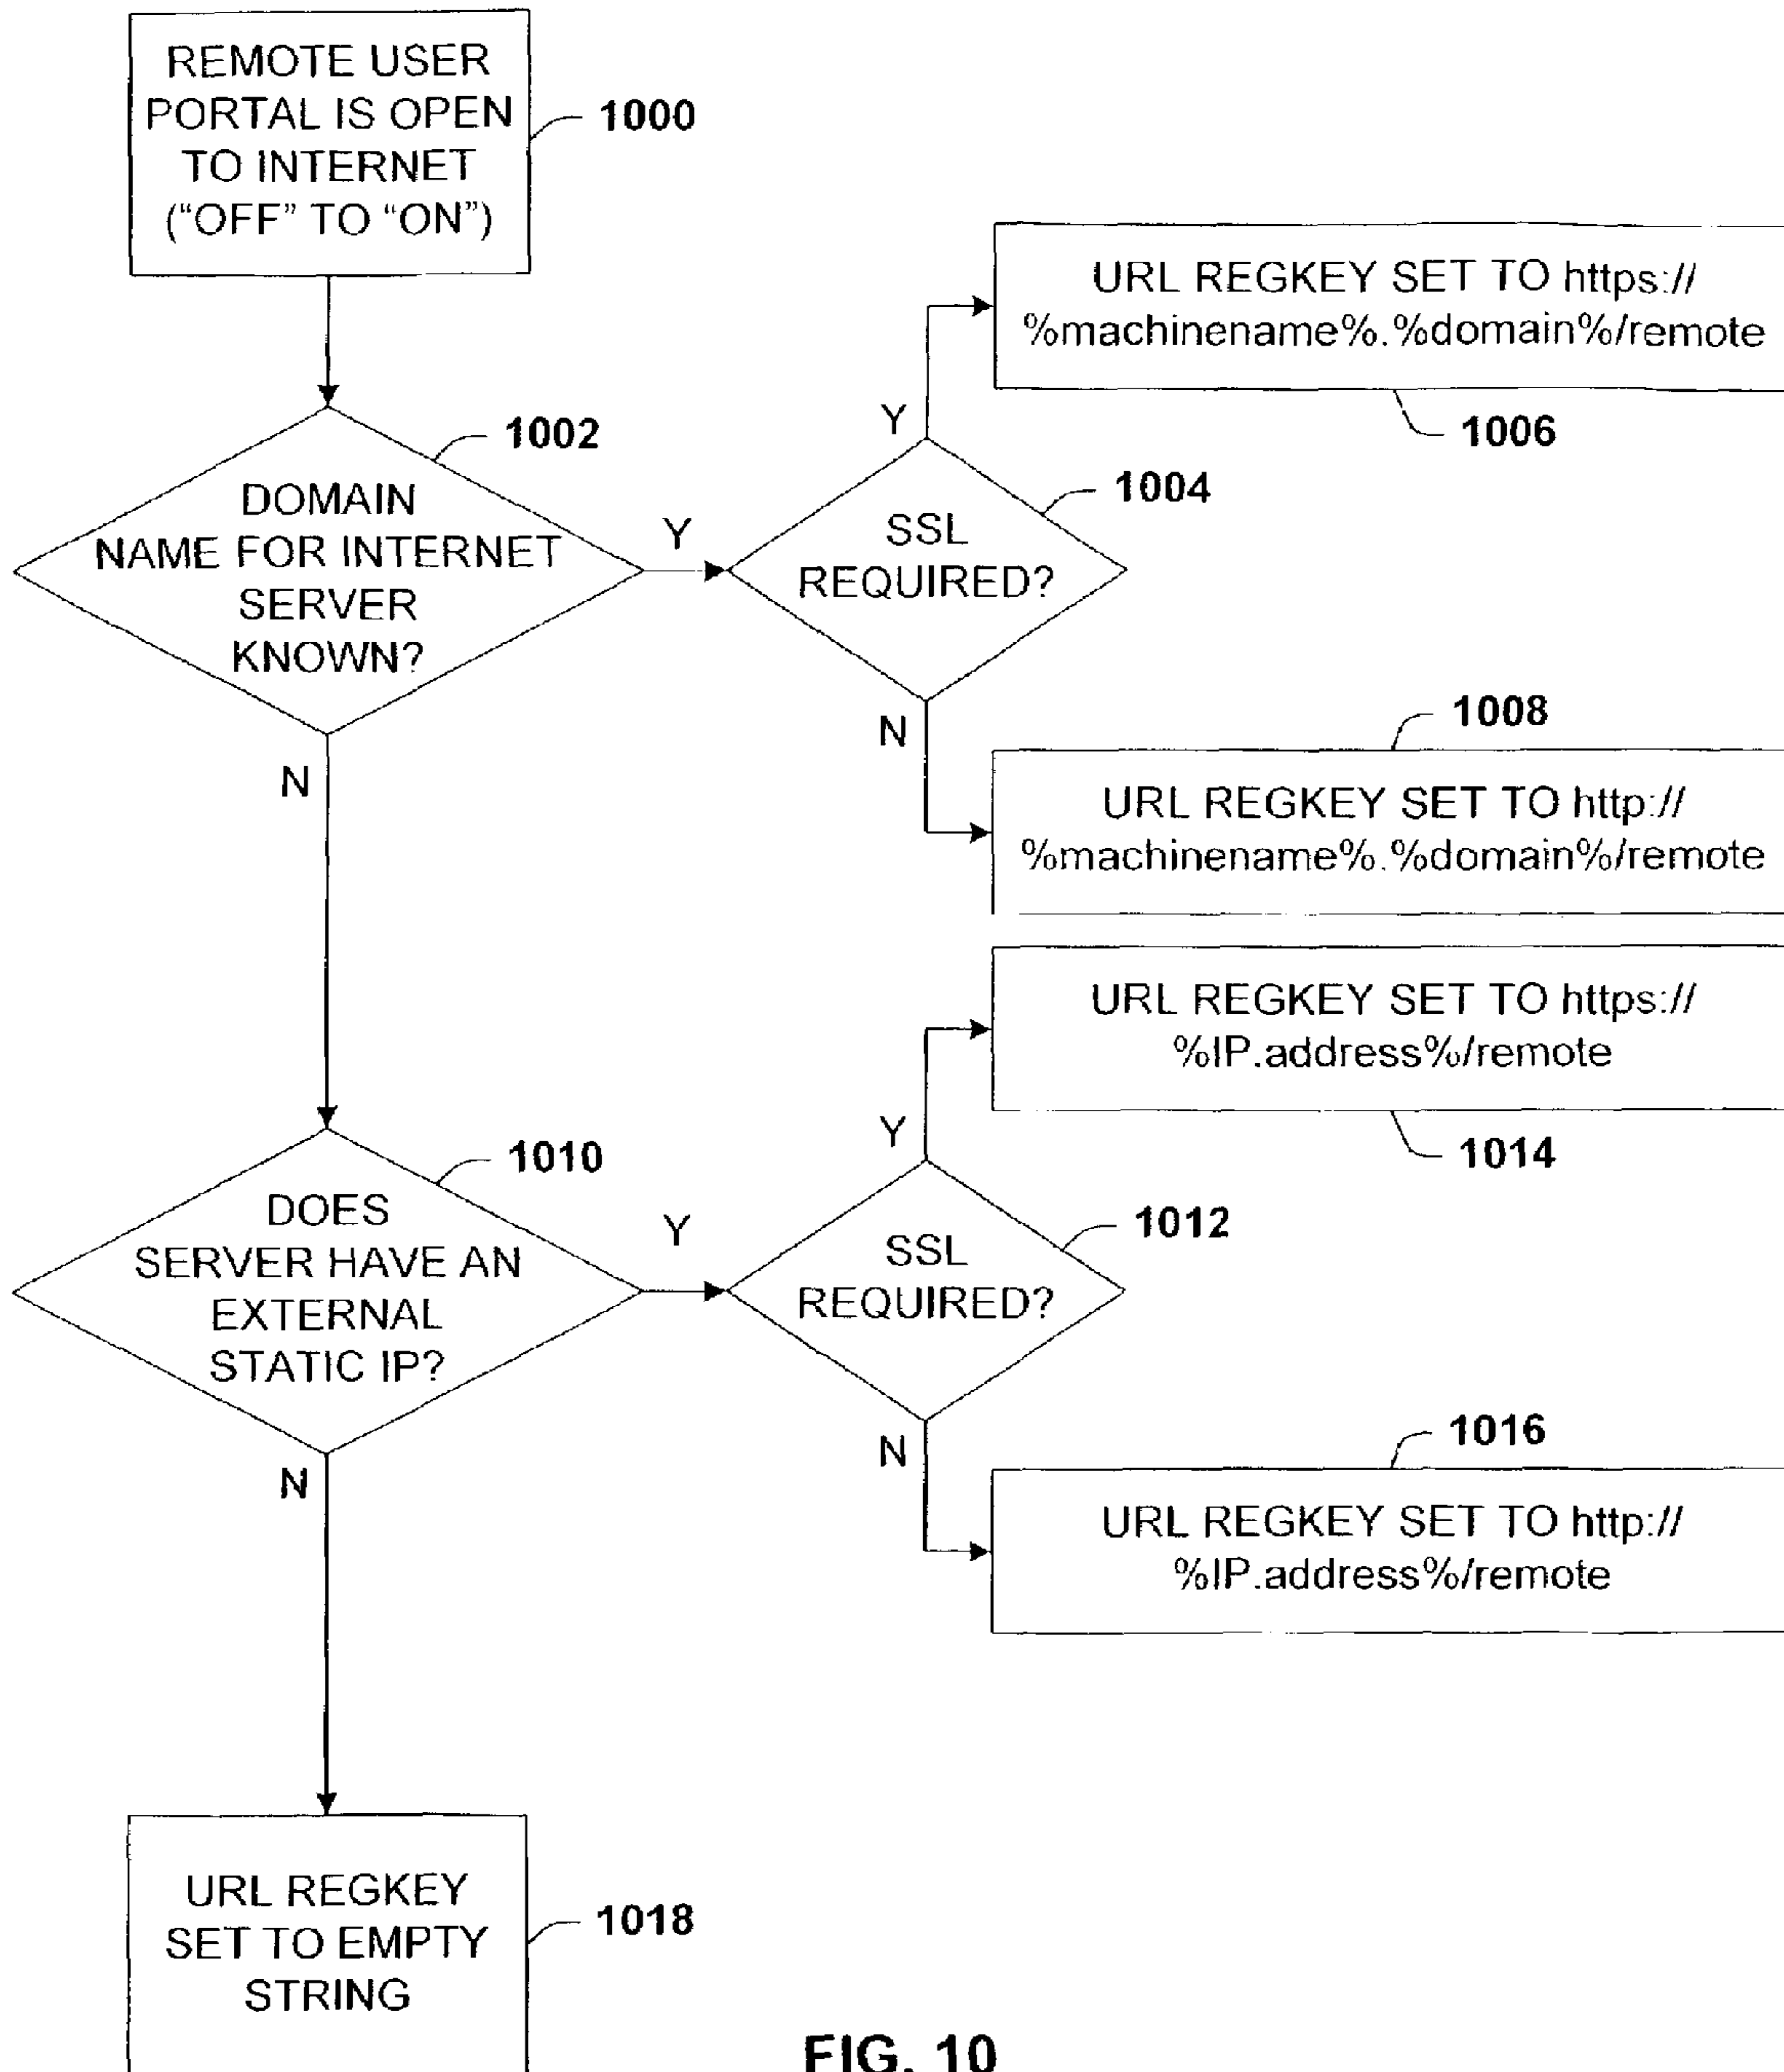 REMOTE USER
PORTAL IS OPEN
TO INTERNET
("OFF" TO "ON")
1000
URL REGKEY SET TO https://
%machinename%.%domain%/remote
1006
1002
DOMAIN
NAME FOR INTERNET
SERVER
KNOWN?
Y
N
1004
SSL
REQUIRED?
Y
N
1008
URL REGKEY SET TO http://
%machinename%.%domain%/remote
URL REGKEY SET TO https://
%IP.address%/remote
1014
1010
DOES
SERVER HAVE AN
EXTERNAL
STATIC IP?
Y
N
1012
SSL
REQUIRED?
Y
N
1016
URL REGKEY SET TO http://
%IP.address%/remote
URL REGKEY
SET TO EMPTY
STRING
1018
FIG. 10